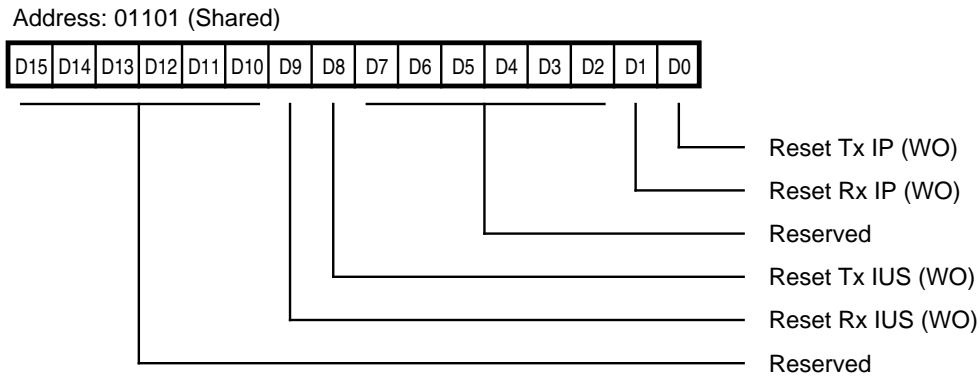 Address: 01101 (Shared)
D15 D14 D13 D12 D11 D10 D9 D8 D7 D6 D5 D4 D3 D2 D1 D0
Reset Tx IP (WO)
Reset Rx IP (WO)
Reserved
Reset Tx IUS (WO)
Reset Rx IUS (WO)
Reserved